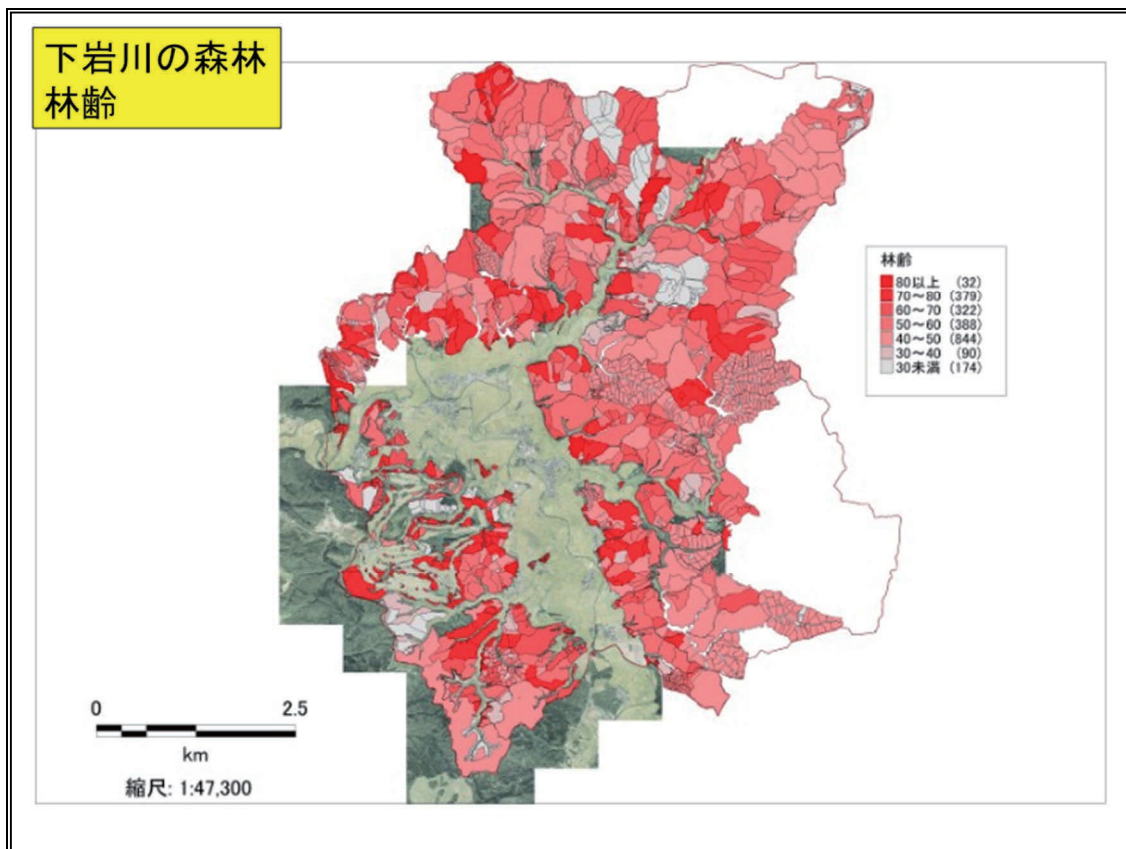 下岩川の森林
林齢
林齢
80以上 (32)
70～80 (379)
60～70 (322)
50～60 (388)
40～50 (844)
30～40 (90)
30未満 (174)
0 2.5
km
縮尺: 1:47,300